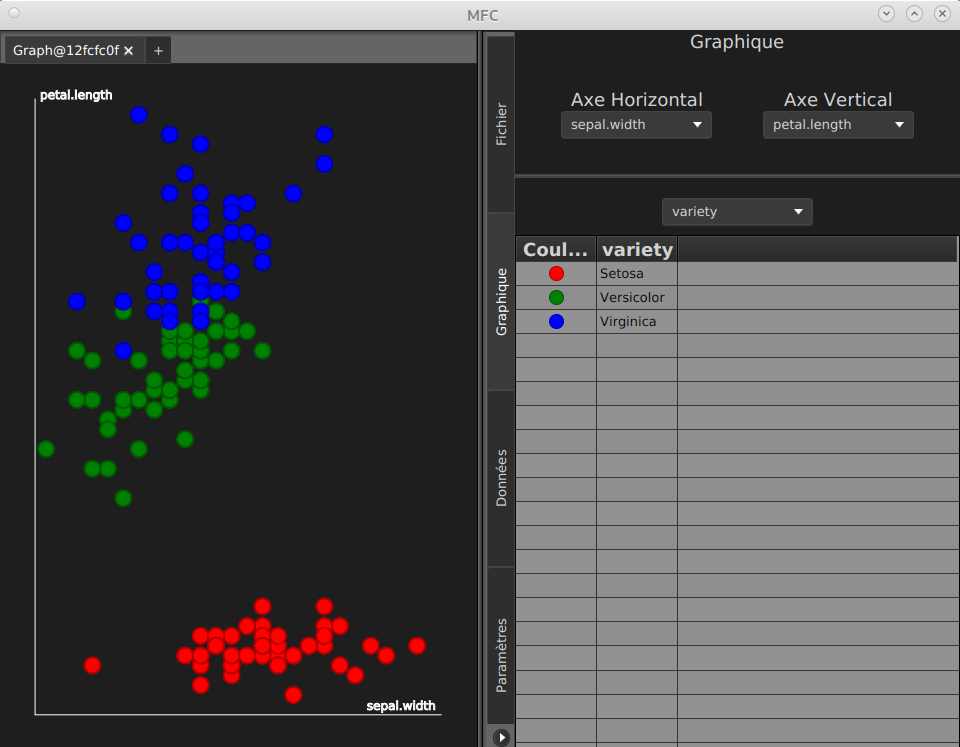 MFC
Graph@12fcfc0f ×
+
petal.length
sepal.width
Fichier
Graphique
Données
Paramètres
Graphique
Axe Horizontal
Axe Vertical
sepal.width
petal.length
variety
Coul... variety
Setosa
Versicolor
Virginica